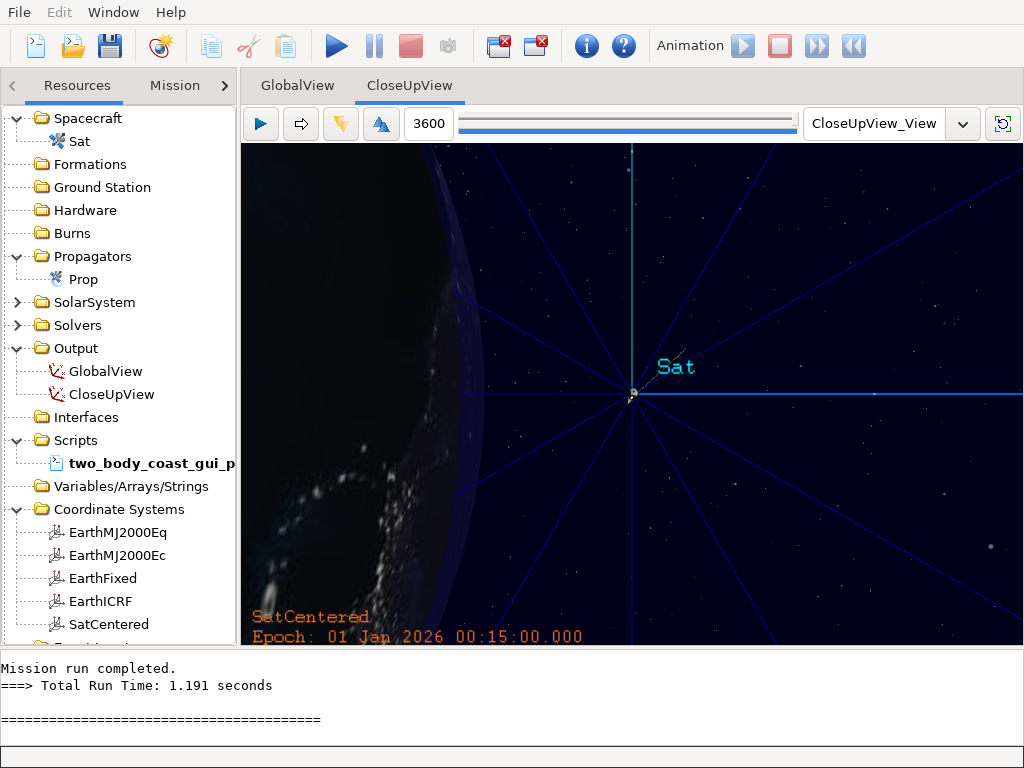 File Edit Window Help
Animation
Resources Mission
GlobalView CloseUpView
3600 CloseUpView_View
Spacecraft
Sat
Formations
Ground Station
Hardware
Burns
Propagators
Prop
SolarSystem
Solvers
Output
GlobalView
CloseUpView
Interfaces
Scripts
two_body_coast_gui_p
Variables/Arrays/Strings
Coordinate Systems
EarthMJ2000Eq
EarthMJ2000Ec
EarthFixed
EarthICRF
SatCentered
Sat
SatCentered
Epoch: 01 Jan 2026 00:15:00.000
Mission run completed.
===> Total Run Time: 1.191 seconds
========================================